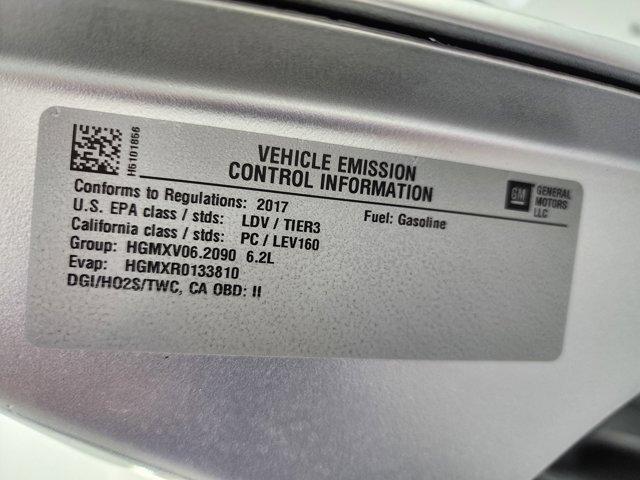 H5101866
VEHICLE EMISSION
CONTROL INFORMATION
GM
GENERAL
MOTORS
LLC
Conforms to Regulations: 2017
Fuel: Gasoline
U.S. EPA class / stds: LDV / TIER3
California class / stds: PC / LEV160
Group: HGMXV06.2090 6.2L
Evap: HGMXR0133810
DGI/HO2S/TWC, CA OBD: II